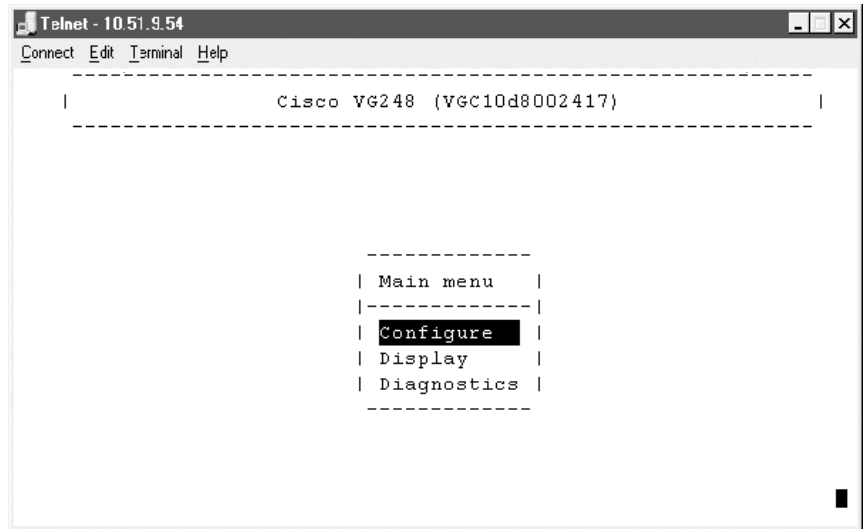 Telnet - 10.51.9.54
Connect Edit Terminal Help
Cisco VG248 (VGC10d8002417)
Main menu
Configure
Display
Diagnostics